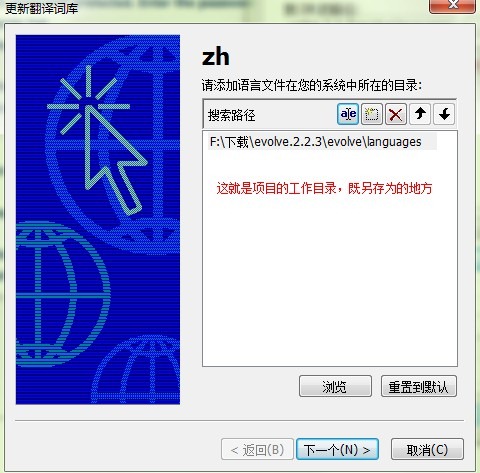 更新翻译词库
zh
请添加语言文件在您的系统中所在的目录:
搜索路径
F:\下载\evolve.2.2.3\evolve\languages
这就是项目的工作目录，既另存为的地方
浏览
重置到默认
< 返回(B)
下一个(N) >
取消(C)